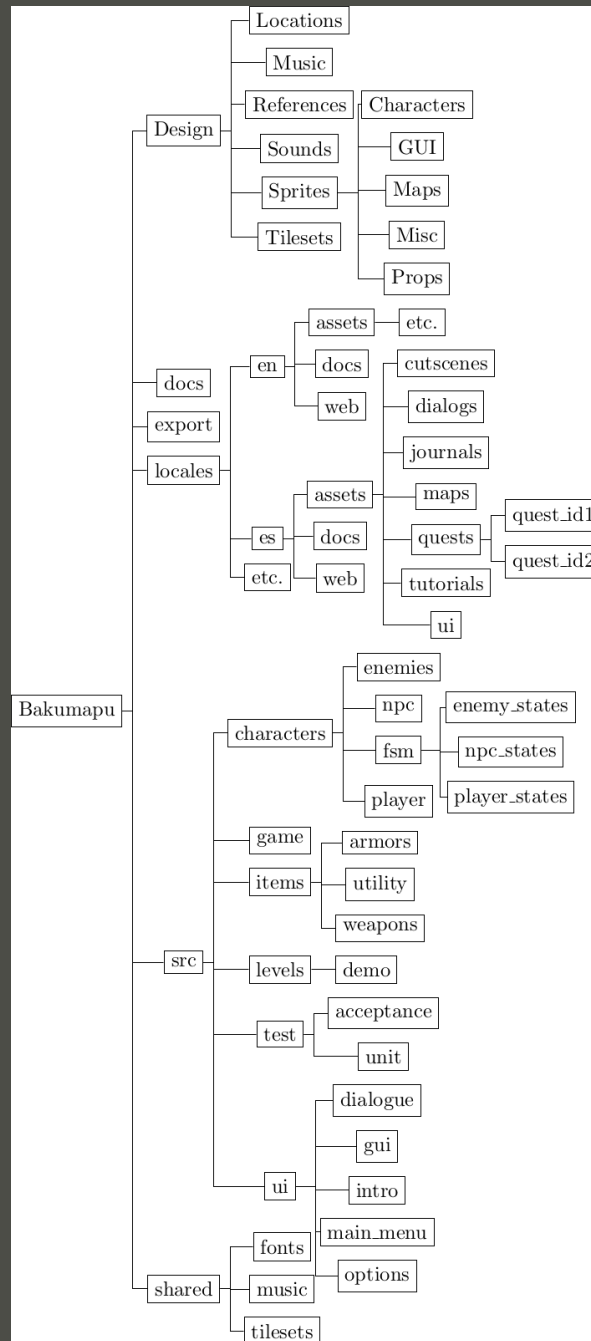 Bakumapu
Design
Locations
Music
References
Sounds
Sprites
Characters
GUI
Maps
Misc
Props
Tilesets
docs
export
locales
en
assets
etc.
docs
web
es
assets
cutscenes
dialogs
journals
maps
quests
quest_id1
quest_id2
tutorials
ui
docs
web
etc.
src
characters
enemies
npc
fsm
enemy_states
npc_states
player_states
player
game
items
armors
utility
weapons
levels
demo
test
acceptance
unit
ui
dialogue
gui
intro
main_menu
options
shared
fonts
music
tilesets